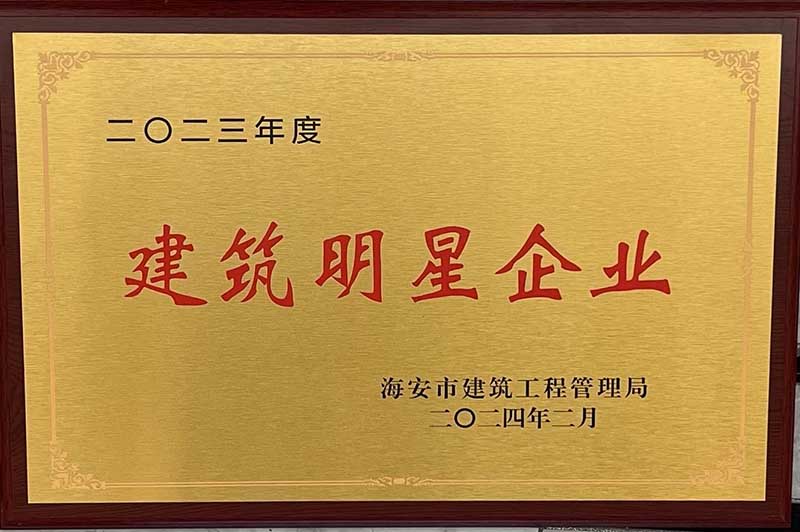 二〇二三年度
建筑明星企业
海安市建筑工程管理局
二〇二四年二月